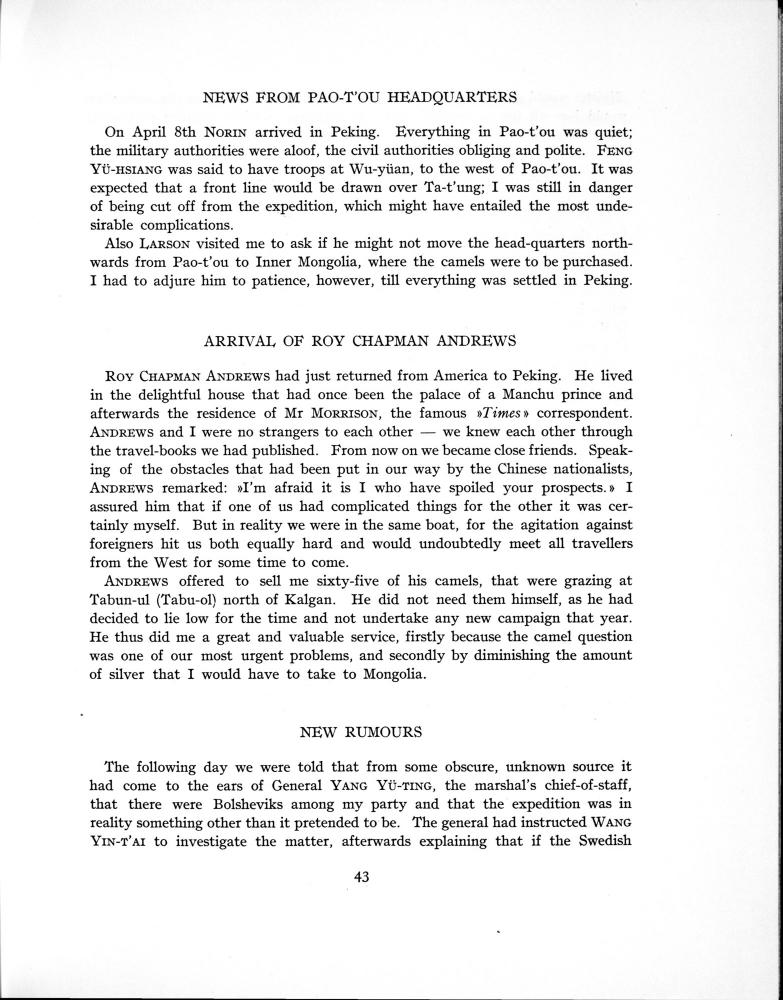 NEWS FROM PAO-T'OU HEADQUARTERS
On April 8th NORIN arrived in Peking. Everything in Pao-t'ou was quiet;
the military authorities were aloof, the civil authorities obliging and polite. FENG
YÜ-HSIANG was said to have troops at Wu-yüan, to the west of Pao-t'ou. It was
expected that a front line would be drawn over Ta-t'ung; I was still in danger
of being cut off from the expedition, which might have entailed the most unde-
sirable complications.
Also LARSON visited me to ask if he might not move the head-quarters north-
wards from Pao-t'ou to Inner Mongolia, where the camels were to be purchased.
I had to adjure him to patience, however, till everything was settled in Peking.
ARRIVAL OF ROY CHAPMAN ANDREWS
ROY CHAPMAN ANDREWS had just returned from America to Peking. He lived
in the delightful house that had once been the palace of a Manchu prince and
afterwards the residence of Mr MORRISON, the famous »Times» correspondent.
ANDREWS and I were no strangers to each other — we knew each other through
the travel-books we had published. From now on we became close friends. Speak-
ing of the obstacles that had been put in our way by the Chinese nationalists,
ANDREWS remarked: »I'm afraid it is I who have spoiled your prospects.» I
assured him that if one of us had complicated things for the other it was cer-
tainly myself. But in reality we were in the same boat, for the agitation against
foreigners hit us both equally hard and would undoubtedly meet all travellers
from the West for some time to come.
ANDREWS offered to sell me sixty-five of his camels, that were grazing at
Tabun-ul (Tabu-ol) north of Kalgan. He did not need them himself, as he had
decided to lie low for the time and not undertake any new campaign that year.
He thus did me a great and valuable service, firstly because the camel question
was one of our most urgent problems, and secondly by diminishing the amount
of silver that I would have to take to Mongolia.
NEW RUMOURS
The following day we were told that from some obscure, unknown source it
had come to the ears of General YANG YÜ-TING, the marshal's chief-of-staff,
that there were Bolsheviks among my party and that the expedition was in
reality something other than it pretended to be. The general had instructed WANG
YIN-T'AI to investigate the matter, afterwards explaining that if the Swedish
43